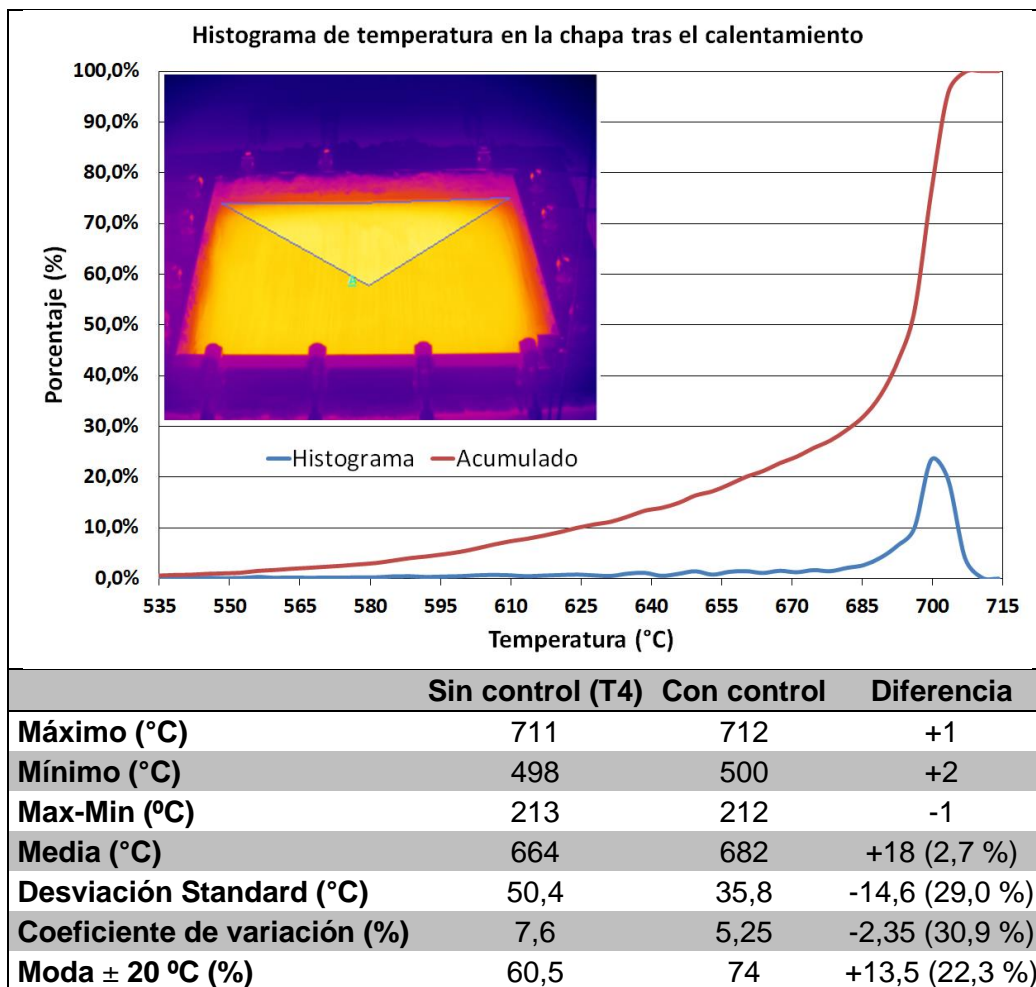 Histograma de temperatura en la chapa tras el calentamiento
100,0%
90,0%
80,0%
70,0%
60,0%
50,0%
40,0%
30,0%
20,0%
10,0%
0,0%
Porcentaje (%)
Histograma Acumulado
535 550 565 580 595 610 625 640 655 670 685 700 715
Temperatura (°C)
Sin control (T4) Con control Diferencia
Máximo (°C) 711 712 +1
Mínimo (°C) 498 500 +2
Max-Min (ºC) 213 212 -1
Media (°C) 664 682 +18 (2,7 %)
Desviación Standard (°C) 50,4 35,8 -14,6 (29,0 %)
Coeficiente de variación (%) 7,6 5,25 -2,35 (30,9 %)
Moda ± 20 ºC (%) 60,5 74 +13,5 (22,3 %)